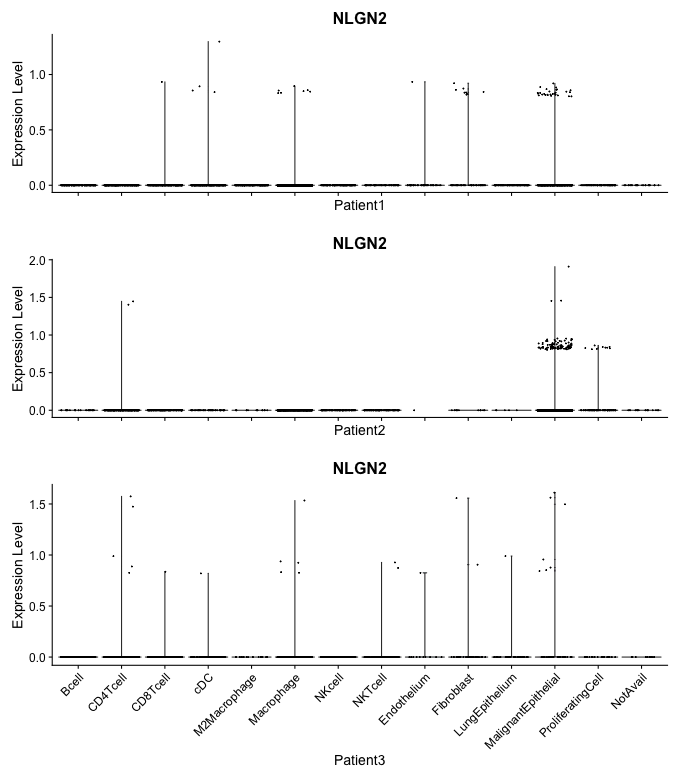 NLGN2
Expression Level
1.0
0.5
0.0
Patient1
NLGN2
Expression Level
2.0
1.5
1.0
0.5
0.0
Patient2
NLGN2
Expression Level
1.5
1.0
0.5
0.0
Bcell
CD4Tcell
CD8Tcell
cDC
M2Macrophage
Macrophage
NKcell
NKTcell
Endothelium
Fibroblast
LungEpithelium
MalignantEpithelial
ProliferatingCell
NotAvail
Patient3